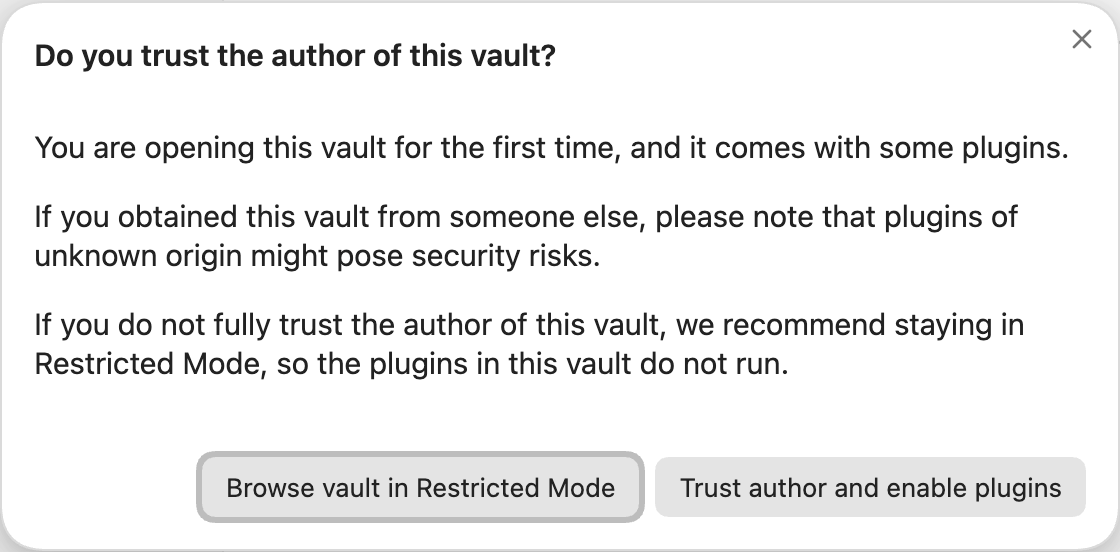 Do you trust the author of this vault?
You are opening this vault for the first time, and it comes with some plugins.
If you obtained this vault from someone else, please note that plugins of
unknown origin might pose security risks.
If you do not fully trust the author of this vault, we recommend staying in
Restricted Mode, so the plugins in this vault do not run.
Browse vault in Restricted Mode
Trust author and enable plugins